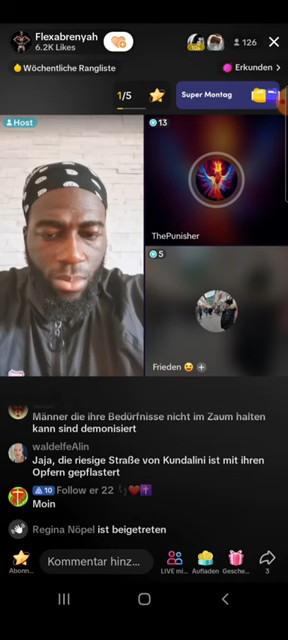 Flexabrenyah
6.2K Likes
126
Wöchentliche Rangliste
Erkunden >
1/5
Super Montag
Host
13
ThePunisher
5
Frieden
Männer die ihre Bedürfnisse nicht im Zaum halten
kann sind demonisiert
waldelfeAlin
Jaja, die riesige Straße von Kundalini ist mit ihren
Opfern gepflastert
10 Follow er 22
Moin
Regina Nöpel ist beigetreten
Kommentar hinz...
Abonn...
LIVE mi...
Aufladen
Gesche...
3